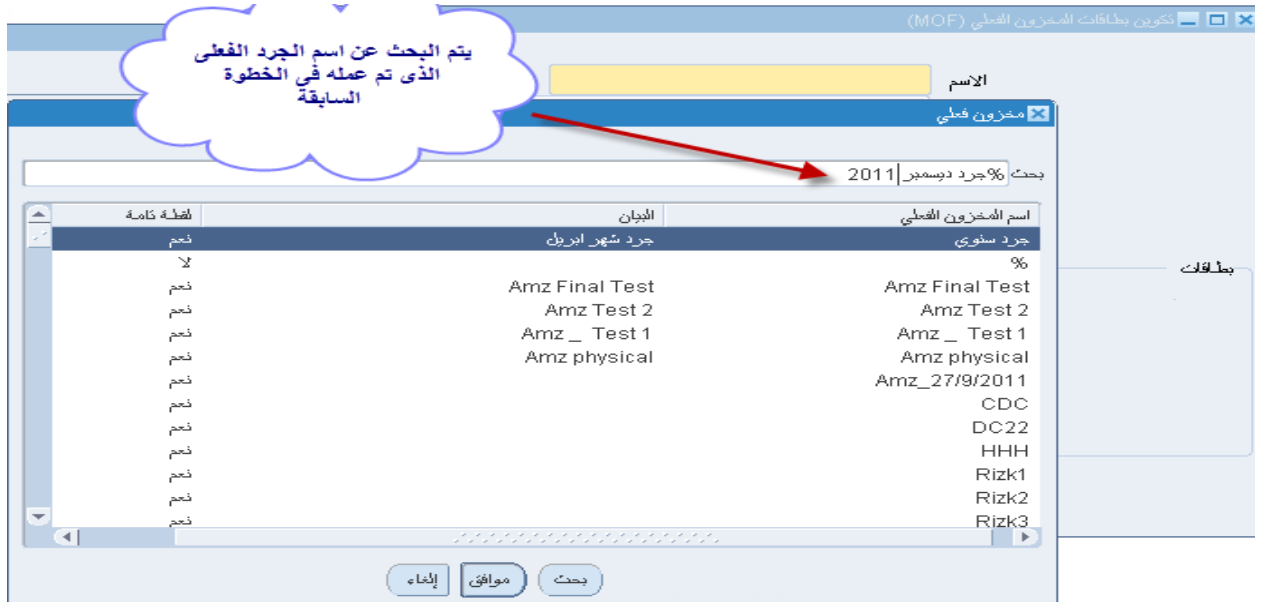 تكوين بطاقات المخزون الفعلي (MOF)
يتم البحث عن اسم الجرد الفعلى
الذى تم عمله في الخطوة
السابقة
الاسم
مخزون فعلي
بحث %جرد ديسمبر 2011
اسم المخزون الفعلي البيان لقطة كاملة
جرد سنوي جرد شهر ابريل نعم
% لا
Amz Final Test Amz Final Test نعم
Amz Test 2 Amz Test 2 نعم
Amz _ Test 1 Amz _ Test 1 نعم
Amz physical Amz physical نعم
Amz_27/9/2011 نعم
CDC نعم
DC22 نعم
HHH نعم
Rizk1 نعم
Rizk2 نعم
Rizk3 نعم
بطاقات
بحث موافق إلغاء